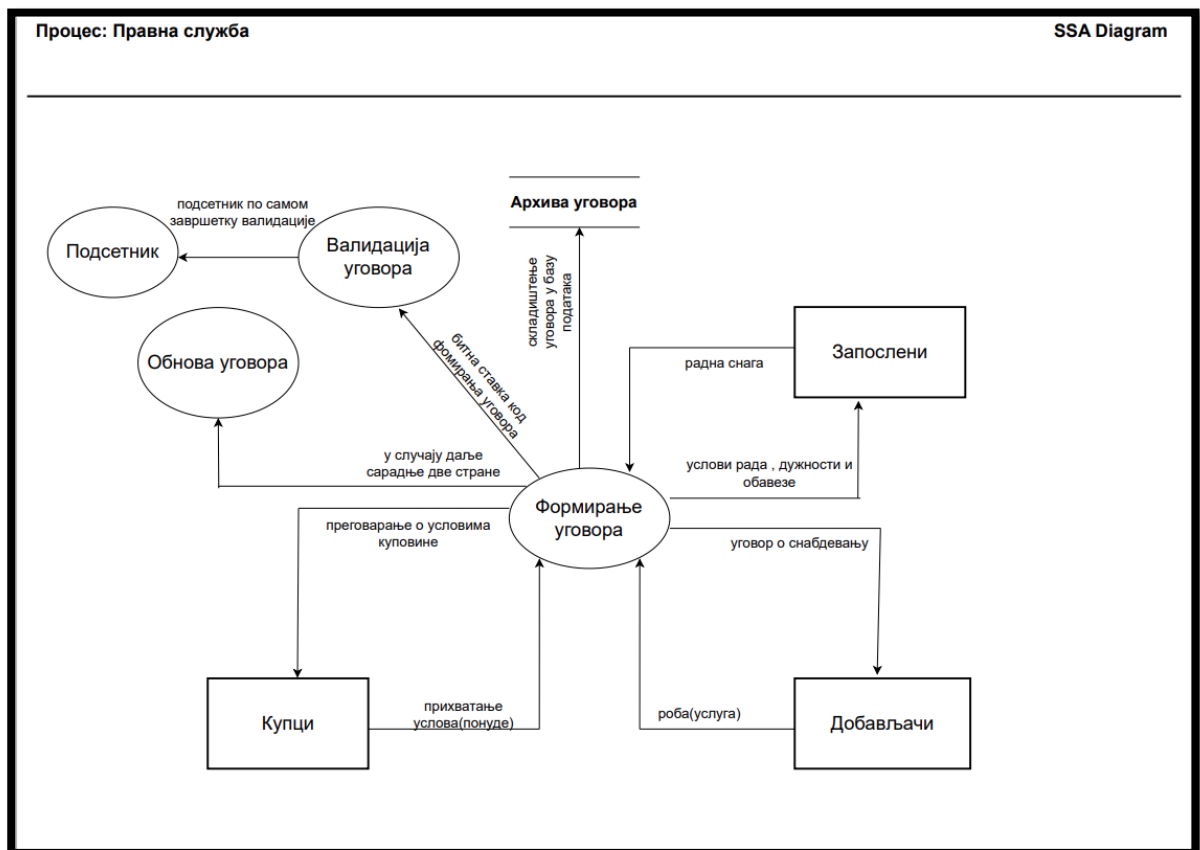 Процес: Правна служба
SSA Diagram
подсетник по самом
завршетку валидације
Подсетник
Валидација
уговора
Архива уговора
складиштење
уговора у базу
података
Обнова уговора
битна ставка код
фомирања уговора
радна снага
Запослени
у случају даље
сарадње две стране
услови рада , дужности и
обавезе
Формирање
уговора
преговарање о условима
куповине
уговор о снабдевању
Купци
прихватање
услова(понуде)
роба(услуга)
Добављачи